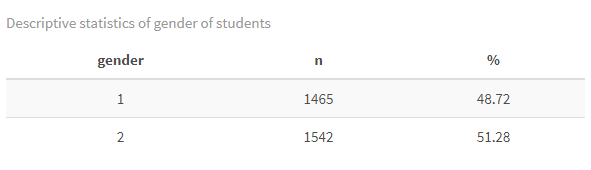 Descriptive statistics of gender of students
gender n %
1 1465 48.72
2 1542 51.28